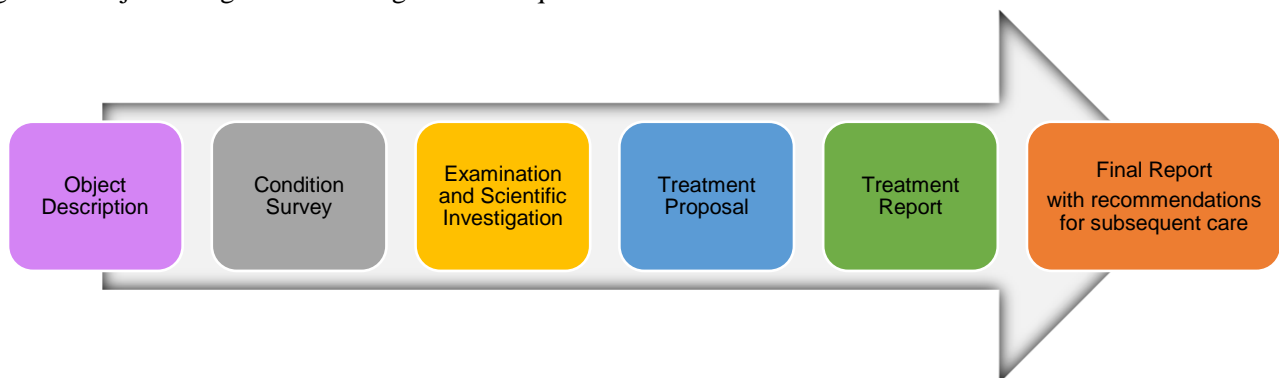 Object
Description
Condition
Survey
Examination
and Scientific
Investigation
Treatment
Proposal
Treatment
Report
Final Report
with recommendations
for subsequent care